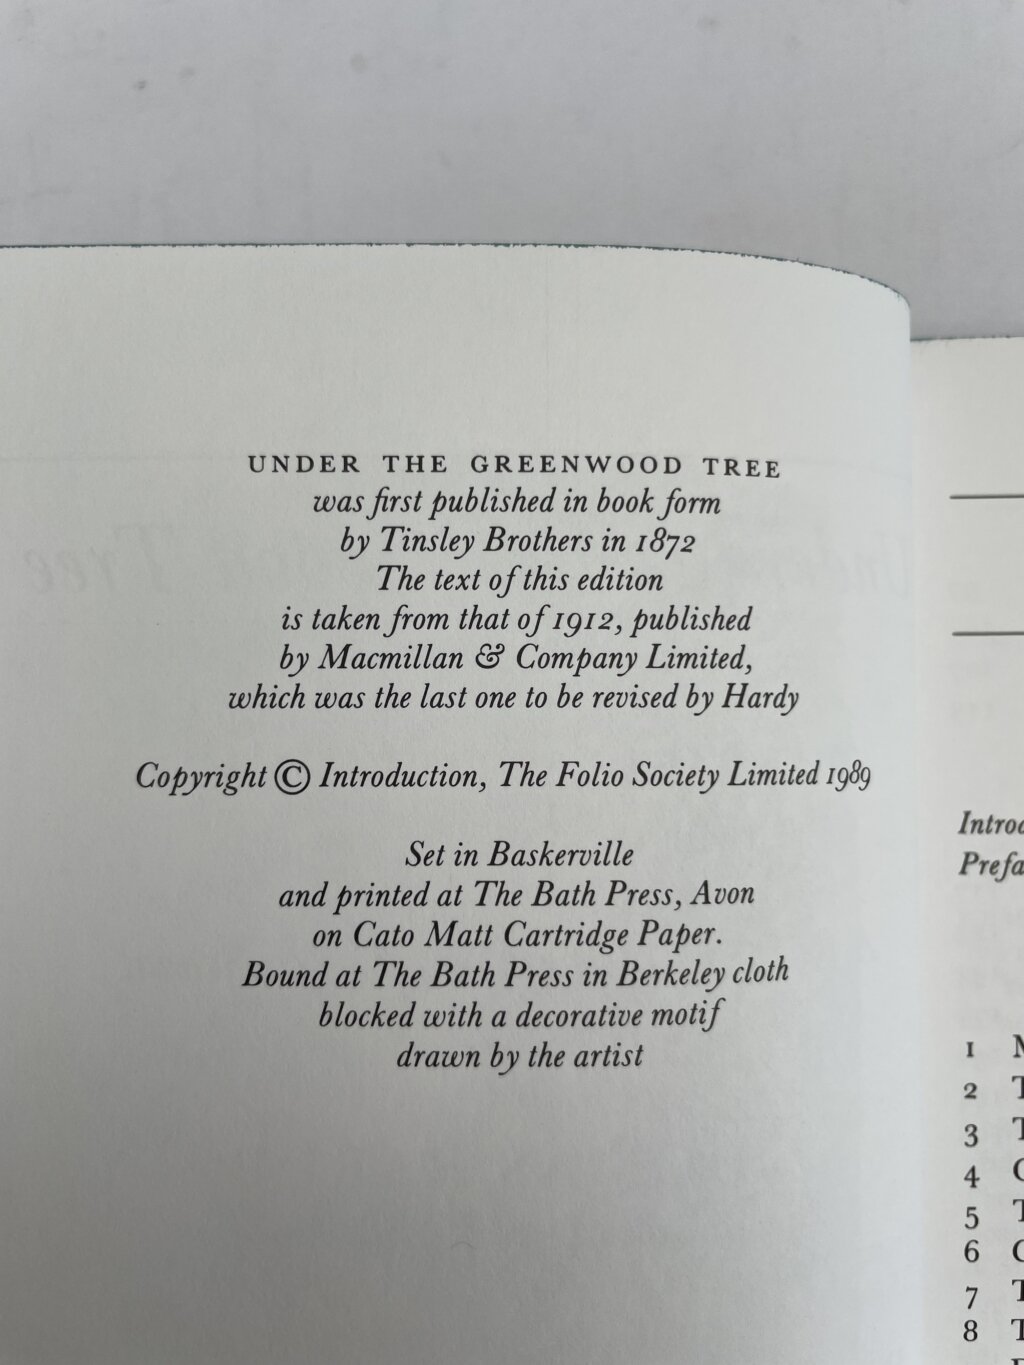 UNDER THE GREENWOOD TREE
was first published in book form
by Tinsley Brothers in 1872
The text of this edition
is taken from that of 1912, published
by Macmillan & Company Limited,
which was the last one to be revised by Hardy
Copyright © Introduction, The Folio Society Limited 1989
Set in Baskerville
and printed at The Bath Press, Avon
on Cato Matt Cartridge Paper.
Bound at The Bath Press in Berkeley cloth
blocked with a decorative motif
drawn by the artist
1
2
3
4
5
6
7
8